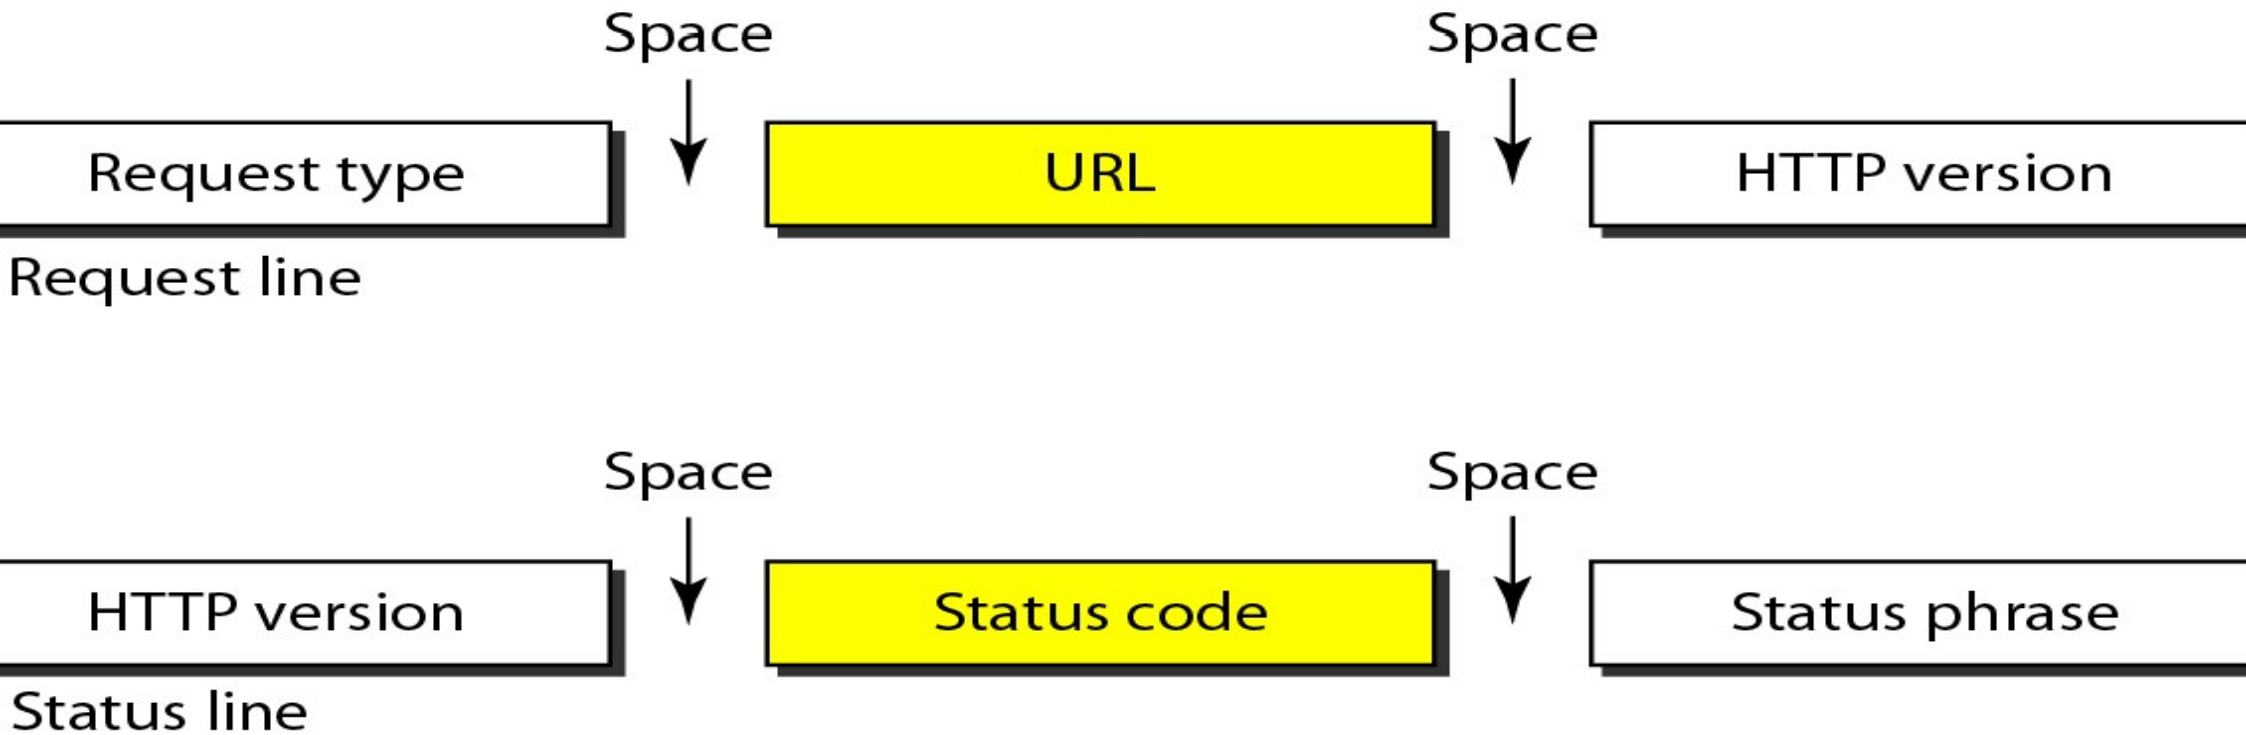 Space Space
Request type URL HTTP version
Request line
Space Space
HTTP version Status code Status phrase
Status line